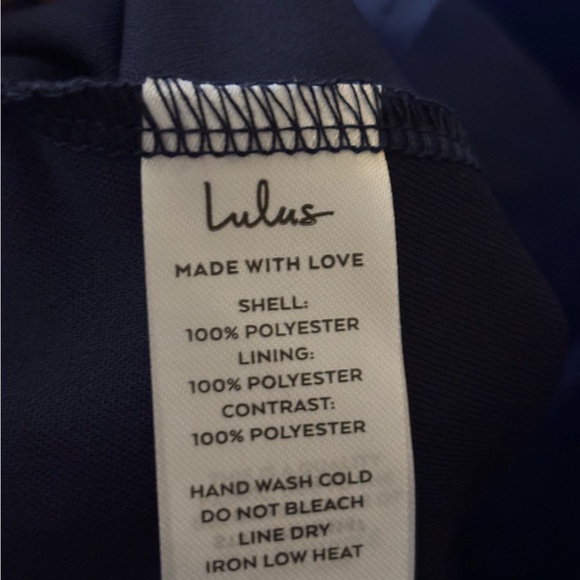 Lulus
MADE WITH LOVE
SHELL:
100% POLYESTER
LINING:
100% POLYESTER
CONTRAST:
100% POLYESTER
HAND WASH COLD
DO NOT BLEACH
LINE DRY
IRON LOW HEAT